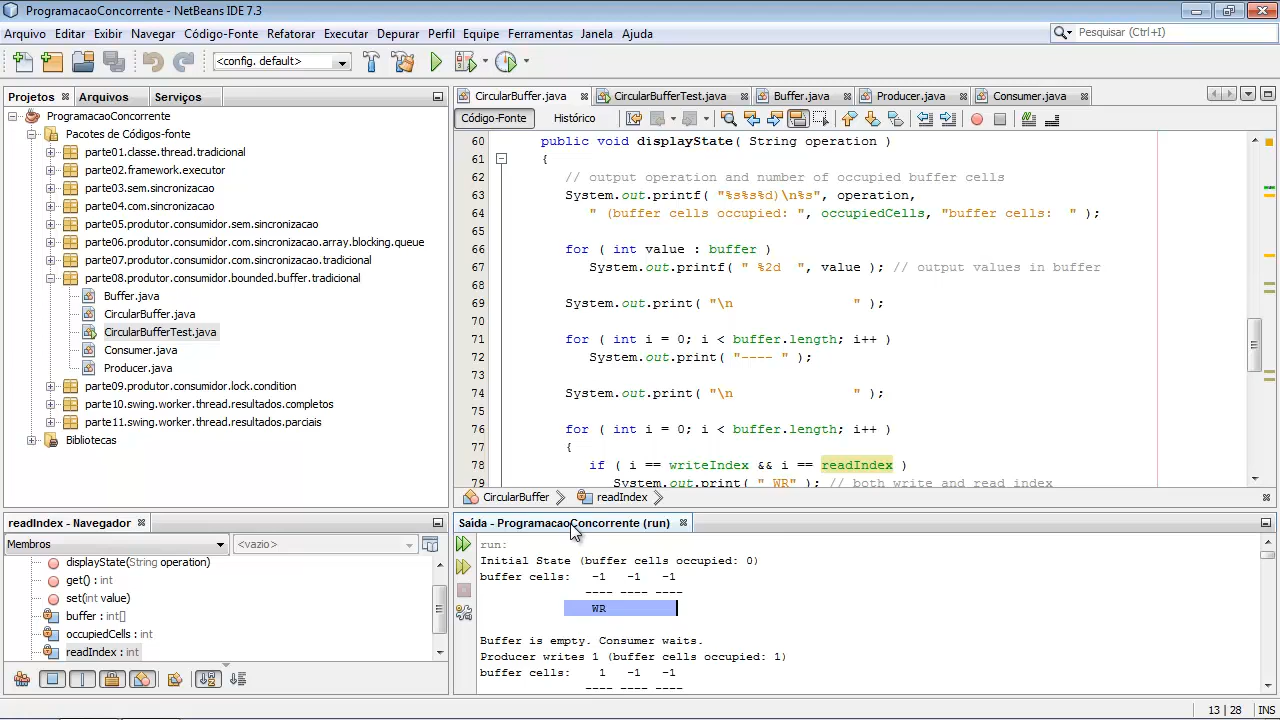 ProgramacaoConcorrente - NetBeans IDE 7.3
Arquivo Editar Exibir Navegar Código-Fonte Refatorar Executar Depurar Perfil Equipe Ferramentas Janela Ajuda
Pesquisar (Ctrl+I)
<config. default>
Projetos Arquivos Serviços
ProgramacaoConcorrente
Pacotes de Códigos-fonte
parte01.classe.thread.tradicional
parte02.framework.executor
parte03.sem.sincronizacao
parte04.com.sincronizacao
parte05.produtor.consumidor.sem.sincronizacao
parte06.produtor.consumidor.com.sincronizacao.array.blocking.queue
parte07.produtor.consumidor.com.sincronizacao.tradicional
parte08.produtor.consumidor.bounded.buffer.tradicional
Buffer.java
CircularBuffer.java
CircularBufferTest.java
Consumer.java
Producer.java
parte09.produtor.consumidor.lock.condition
parte10.swing.worker.thread.resultados.completos
parte11.swing.worker.thread.resultados.parciais
Bibliotecas
CircularBuffer.java CircularBufferTest.java Buffer.java Producer.java Consumer.java
Código-Fonte Histórico
60 public void displayState( String operation )
61 {
62 // output operation and number of occupied buffer cells
63 System.out.printf( "%s%s%d)\n%s", operation,
64 " (buffer cells occupied: ", occupiedCells, "buffer cells:  " );
65
66 for ( int value : buffer )
67 System.out.printf( " %2d  ", value ); // output values in buffer
68
69 System.out.print( "\n               " );
70
71 for ( int i = 0; i < buffer.length; i++ )
72 System.out.print( "---- " );
73
74 System.out.print( "\n               " );
75
76 for ( int i = 0; i < buffer.length; i++ )
77 {
78 if ( i == writeIndex && i == readIndex )
79 System.out.print( " WR" ); // both write and read index
CircularBuffer readIndex
readIndex - Navegador
Membros <vazio>
displayState(String operation)
get() : int
set(int value)
buffer : int[]
occupiedCells : int
readIndex : int
Saída - ProgramacaoConcorrente (run)
run:
Initial State (buffer cells occupied: 0)
buffer cells:   -1   -1   -1
---- ---- ----
WR
Buffer is empty. Consumer waits.
Producer writes 1 (buffer cells occupied: 1)
buffer cells:    1   -1   -1
---- ---- ----
13 | 28 INS